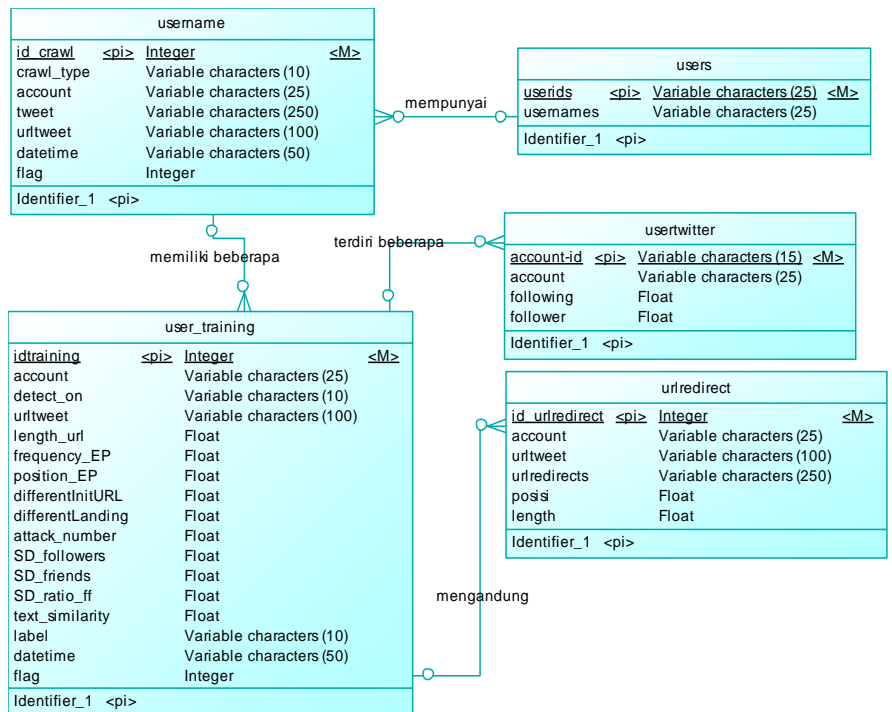 username
id_crawl <pi> Integer <M>
crawl_type Variable characters (10)
account Variable characters (25)
tweet Variable characters (250)
urltweet Variable characters (100)
datetime Variable characters (50)
flag Integer
Identifier_1 <pi>
mempunyai
users
userids <pi> Variable characters (25) <M>
usernames Variable characters (25)
Identifier_1 <pi>
memiliki beberapa
terdiri beberapa
usertwitter
account-id <pi> Variable characters (15) <M>
account Variable characters (25)
following Float
follower Float
Identifier_1 <pi>
user_training
idtraining <pi> Integer <M>
account Variable characters (25)
detect_on Variable characters (10)
urltweet Variable characters (100)
length_url Float
frequency_EP Float
position_EP Float
differentInitURL Float
differentLanding Float
attack_number Float
SD_followers Float
SD_friends Float
SD_ratio_ff Float
text_similarity Float
label Variable characters (10)
datetime Variable characters (50)
flag Integer
Identifier_1 <pi>
mengandung
urlredirect
id_urlredirect <pi> Integer <M>
account Variable characters (25)
urltweet Variable characters (100)
urlredirects Variable characters (250)
posisi Float
length Float
Identifier_1 <pi>